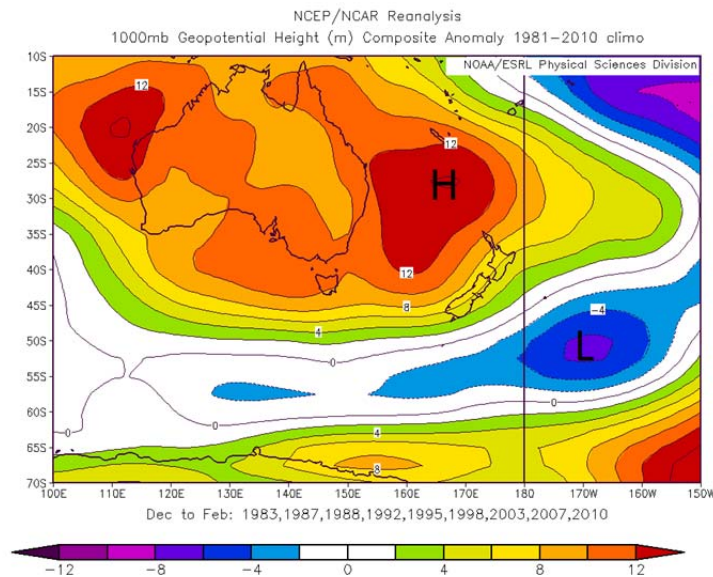 NCEP/NCAR Reanalysis
1000mb Geopotential Height (m) Composite Anomaly 1981-2010 climo
NOAA/ESRL Physical Sciences Division
10S
15S
20S
25S
30S
35S
40S
45S
50S
55S
60S
65S
70S
12
12
H
12
8
4
-4
L
0
0
0
4
8
100E 110E 120E 130E 140E 150E 160E 170E 180 170W 160W 150W
Dec to Feb: 1983,1987,1988,1992,1995,1998,2003,2007,2010
-12 -8 -4 0 4 8 12